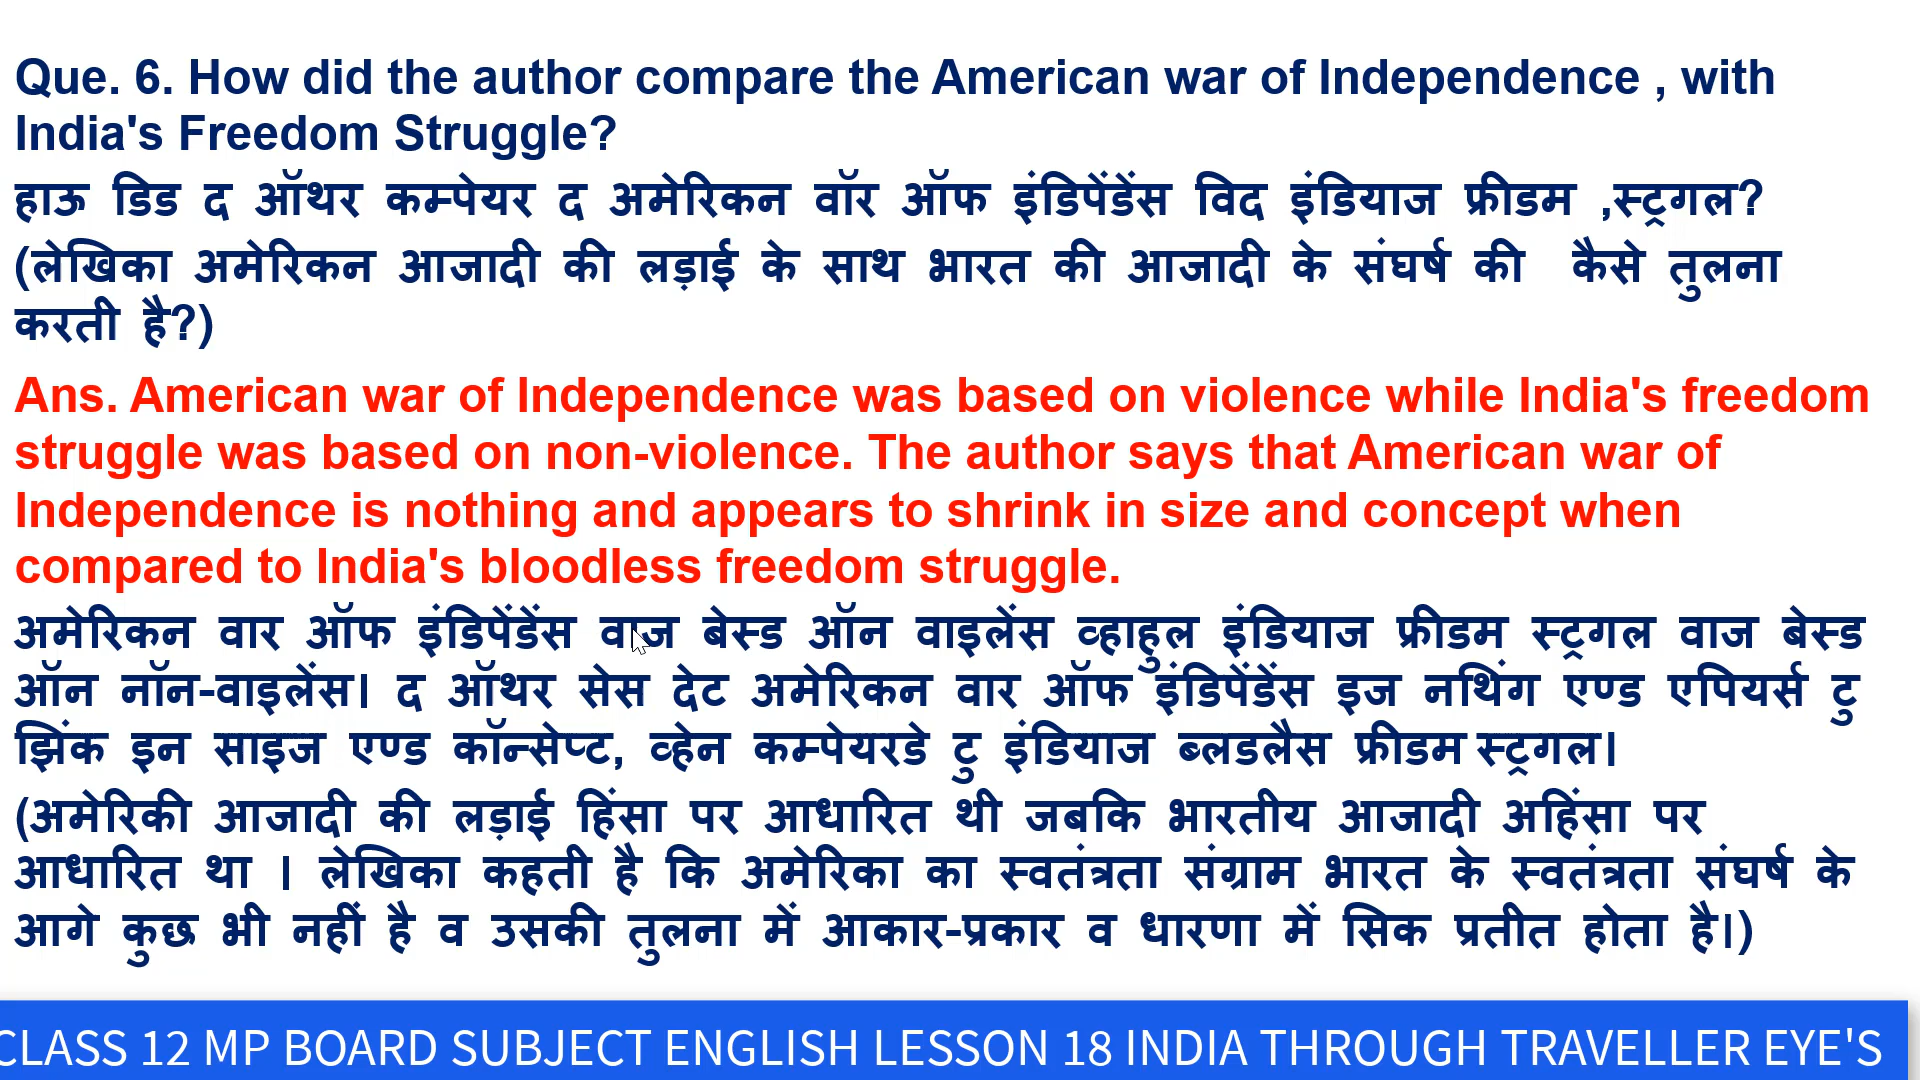 Que. 6. How did the author compare the American war of Independence , with
India's Freedom Struggle?
हाऊ डिड द ऑथर कम्पेयर द अमेरिकन वॉर ऑफ इंडिपेंडेंस विद इंडियाज फ्रीडम ,स्ट्रगल?
(लेखिका अमेरिकन आजादी की लड़ाई के साथ भारत की आजादी के संघर्ष की कैसे तुलना
करती है?)
Ans. American war of Independence was based on violence while India's freedom
struggle was based on non-violence. The author says that American war of
Independence is nothing and appears to shrink in size and concept when
compared to India's bloodless freedom struggle.
अमेरिकन वार ऑफ इंडिपेंडेंस वाज बेस्ड ऑन वाइलेंस व्हाहुल इंडियाज फ्रीडम स्ट्रगल वाज बेस्ड
ऑन नॉन-वाइलेंस। द ऑथर सेस देट अमेरिकन वार ऑफ इंडिपेंडेंस इज नथिंग एण्ड एपियर्स टु
झिंक इन साइज एण्ड कॉन्सेप्ट, व्हेन कम्पेयरडे टु इंडियाज ब्लडलैस फ्रीडम स्ट्रगल।
(अमेरिकी आजादी की लड़ाई हिंसा पर आधारित थी जबकि भारतीय आजादी अहिंसा पर
आधारित था । लेखिका कहती है कि अमेरिका का स्वतंत्रता संग्राम भारत के स्वतंत्रता संघर्ष के
आगे कुछ भी नहीं है व उसकी तुलना में आकार-प्रकार व धारणा में सिक प्रतीत होता है।)
CLASS 12 MP BOARD SUBJECT ENGLISH LESSON 18 INDIA THROUGH TRAVELLER EYE'S